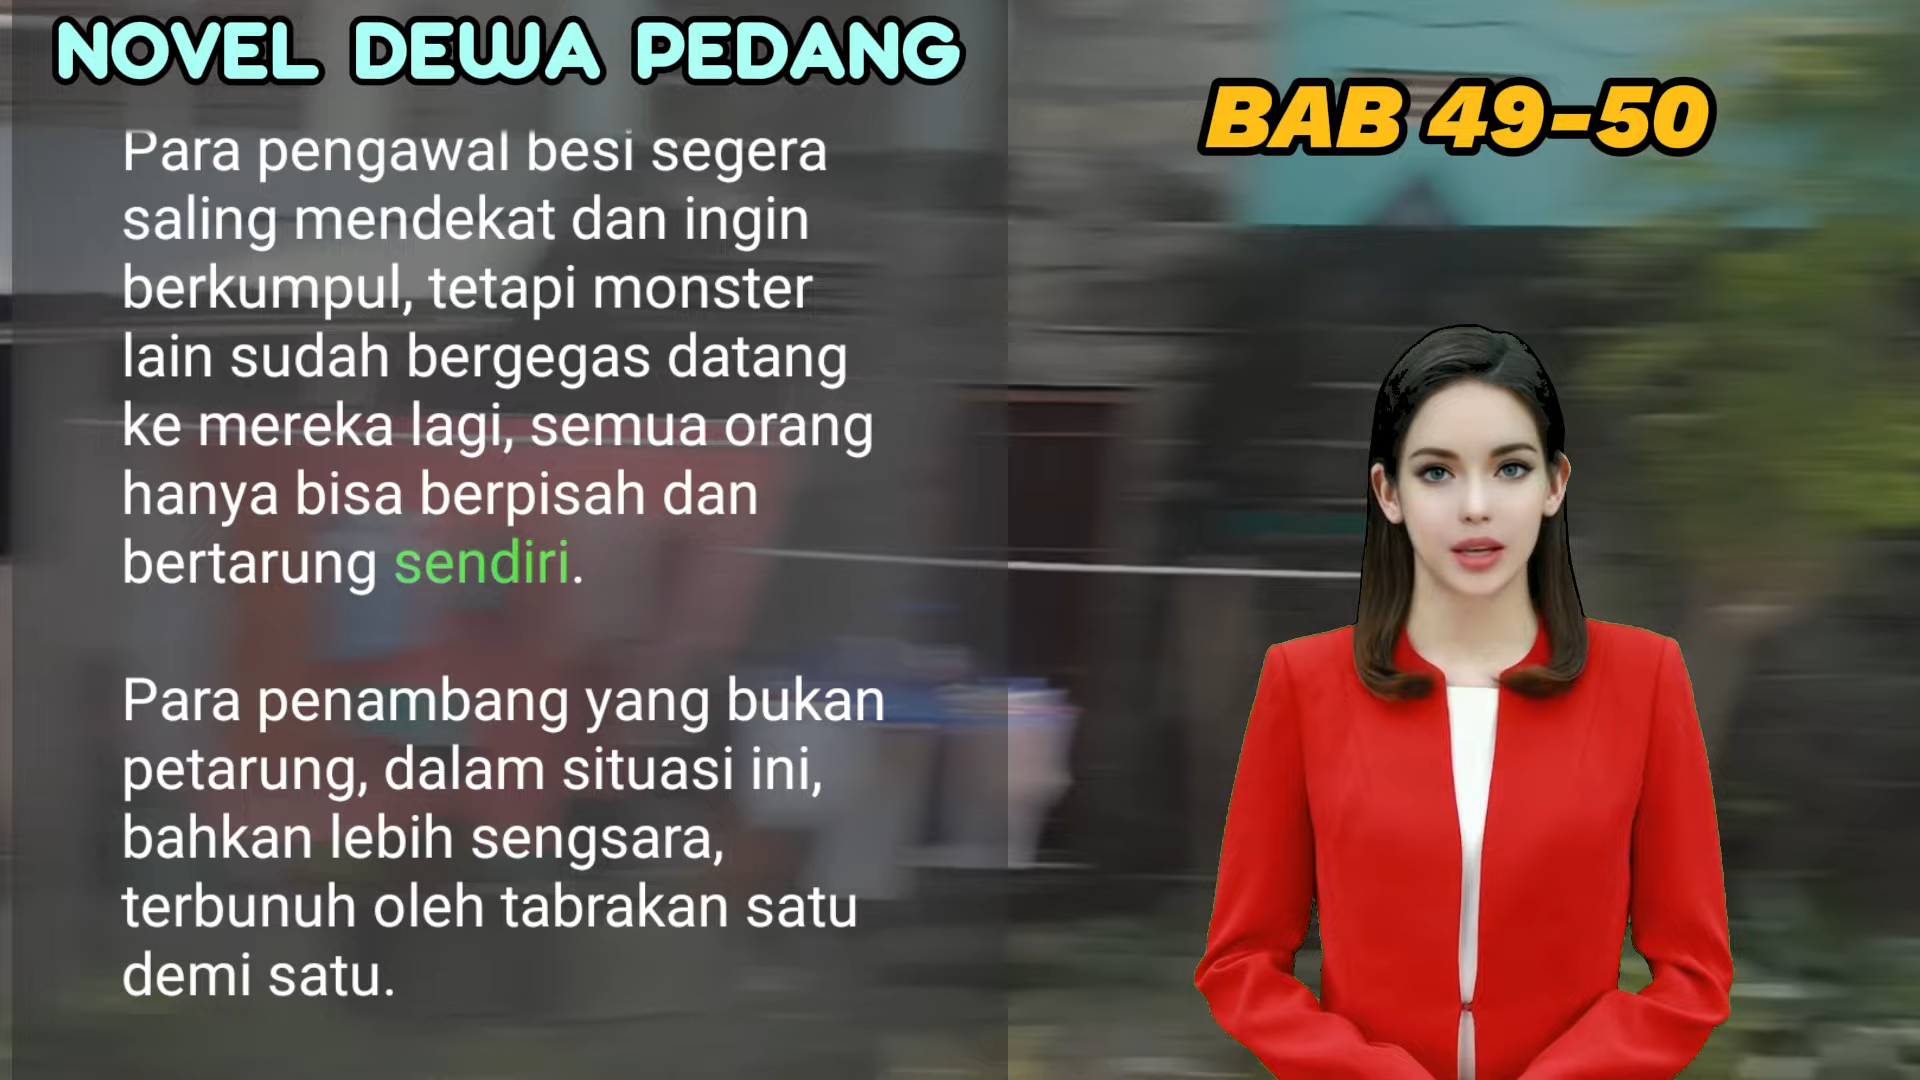 NOVEL DEWA PEDANG
BAB 49-50
Para pengawal besi segera
saling mendekat dan ingin
berkumpul, tetapi monster
lain sudah bergegas datang
ke mereka lagi, semua orang
hanya bisa berpisah dan
bertarung sendiri.
Para penambang yang bukan
petarung, dalam situasi ini,
bahkan lebih sengsara,
terbunuh oleh tabrakan satu
demi satu.